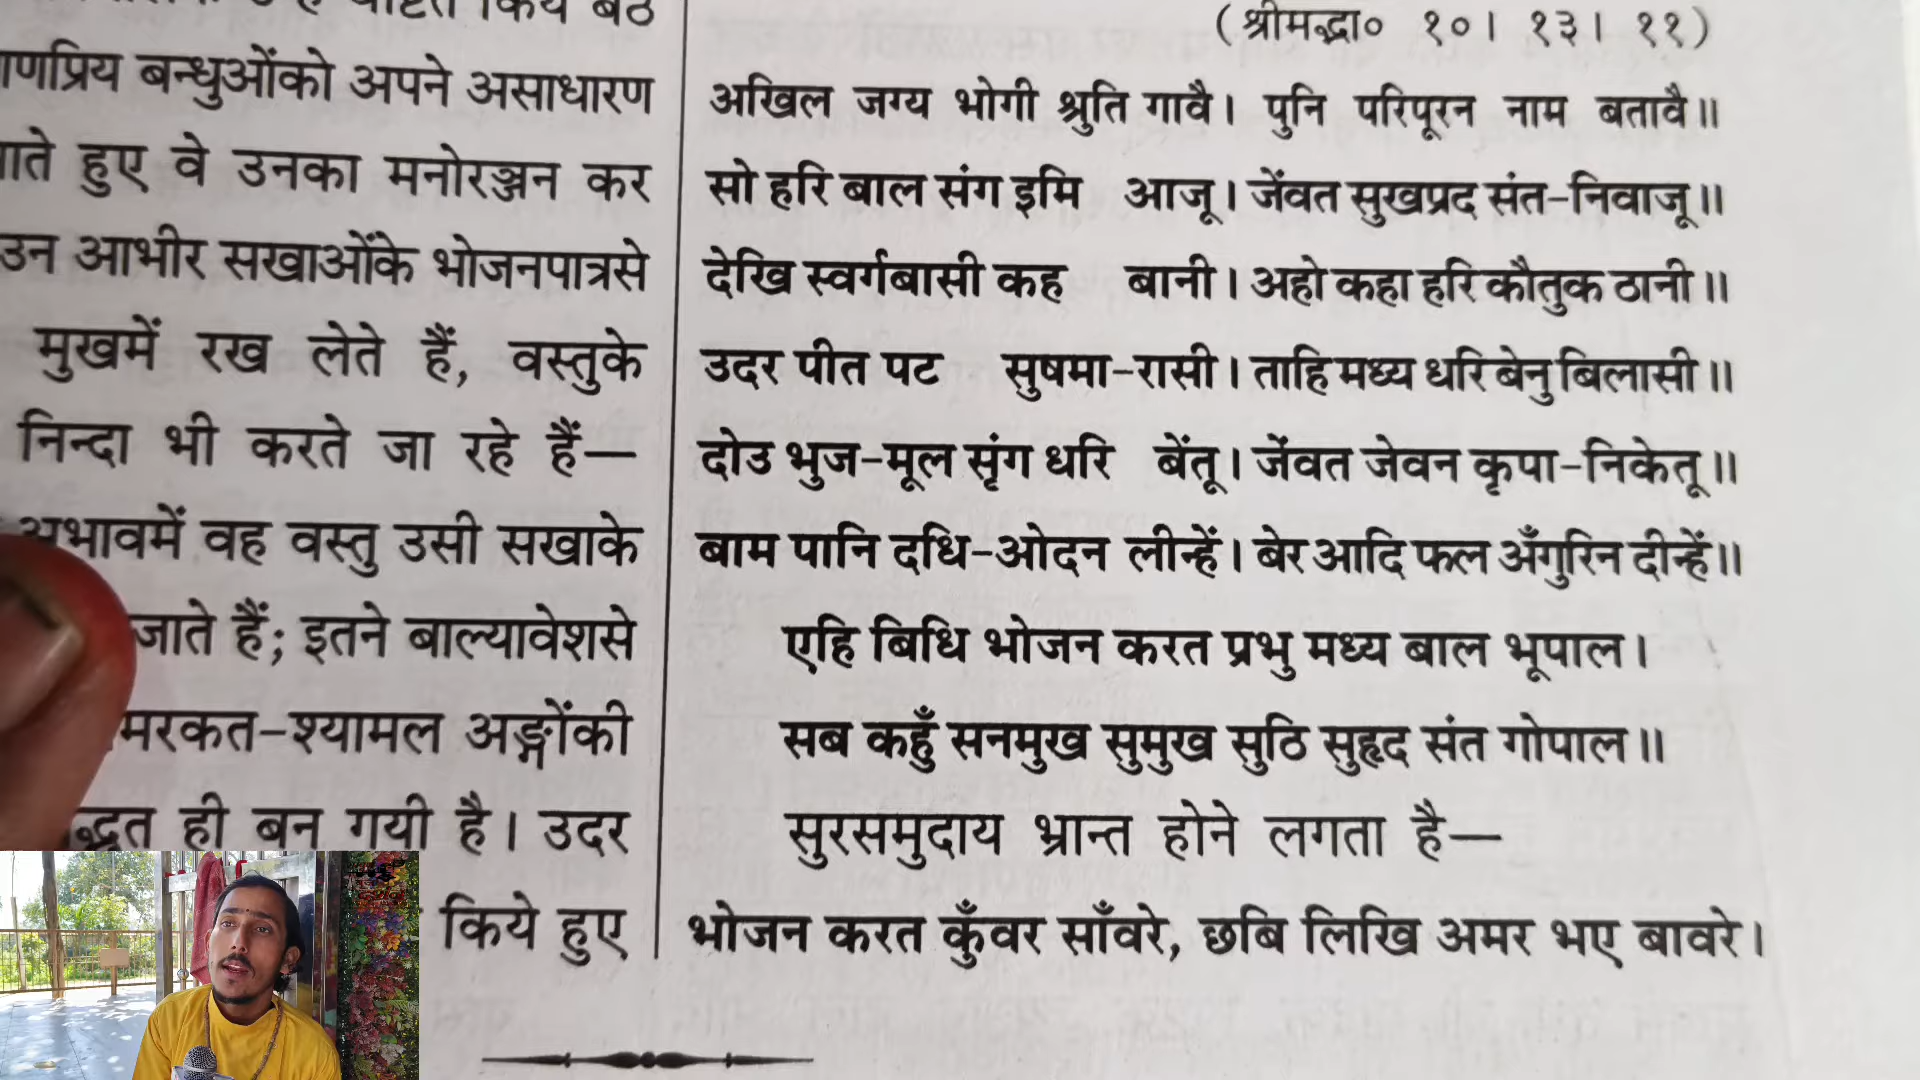 बन्धुओंको अपने असाधारण
हुए वे उनका मनोरञ्जन कर
उन आभीर सखाओंके भोजनपात्रसे
मुखमें रख लेते हैं, वस्तुके
निन्दा भी करते जा रहे हैं—
वह वस्तु उसी सखाके
जाते हैं; इतने बाल्यावेशसे
मरकत-श्यामल अङ्गोंकी
ही बन गयी है। उदर
किये हुए
(श्रीमद्भा० १०। १३। ११)
अखिल जग्य भोगी श्रुति गावै। पुनि परिपूरन नाम बतावै॥
सो हरि बाल संग इमि आजू। जेंवत सुखप्रद संत-निवाजू॥
देखि स्वर्गबासी कह बानी। अहो कहा हरि कौतुक ठानी॥
उदर पीत पट सुषमा-रासी। ताहि मध्य धरि बेनु बिलासी॥
दोउ भुज-मूल सृंग धरि बेंतू। जेंवत जेवन कृपा-निकेतू॥
बाम पानि दधि-ओदन लीन्हें। बेर आदि फल अँगुरिन दीन्हें॥
एहि बिधि भोजन करत प्रभु मध्य बाल भूपाल।
सब कहुँ सनमुख सुमुख सुठि सुहृद संत गोपाल॥
सुरसमुदाय भ्रान्त होने लगता है—
भोजन करत कुँवर साँवरे, छबि लिखि अमर भए बावरे।